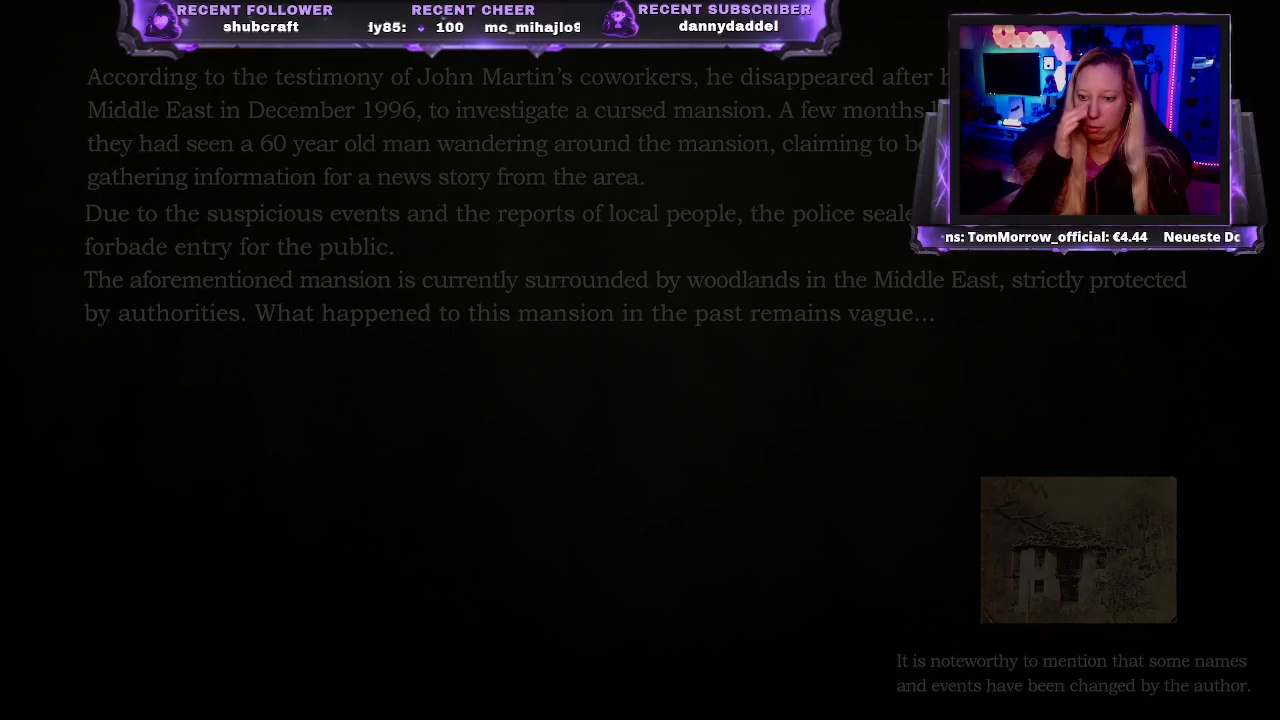 RECENT FOLLOWER
shubcraft
RECENT CHEER
ly85: 100 mc_mihajlo9
RECENT SUBSCRIBER
dannydaddel
According to the testimony of John Martin's coworkers, he disappeared after
Middle East in December 1996, to investigate a cursed mansion. A few months
they had seen a 60 year old man wandering around the mansion, claiming to
gathering information for a news story from the area.
Due to the suspicious events and the reports of local people, the police
forbade entry for the public.
The aforementioned mansion is currently surrounded by woodlands in the Middle East, strictly protected
by authorities. What happened to this mansion in the past remains vague...
ns: TomMorrow_official: €4.44 Neueste
It is noteworthy to mention that some names
and events have been changed by the author.